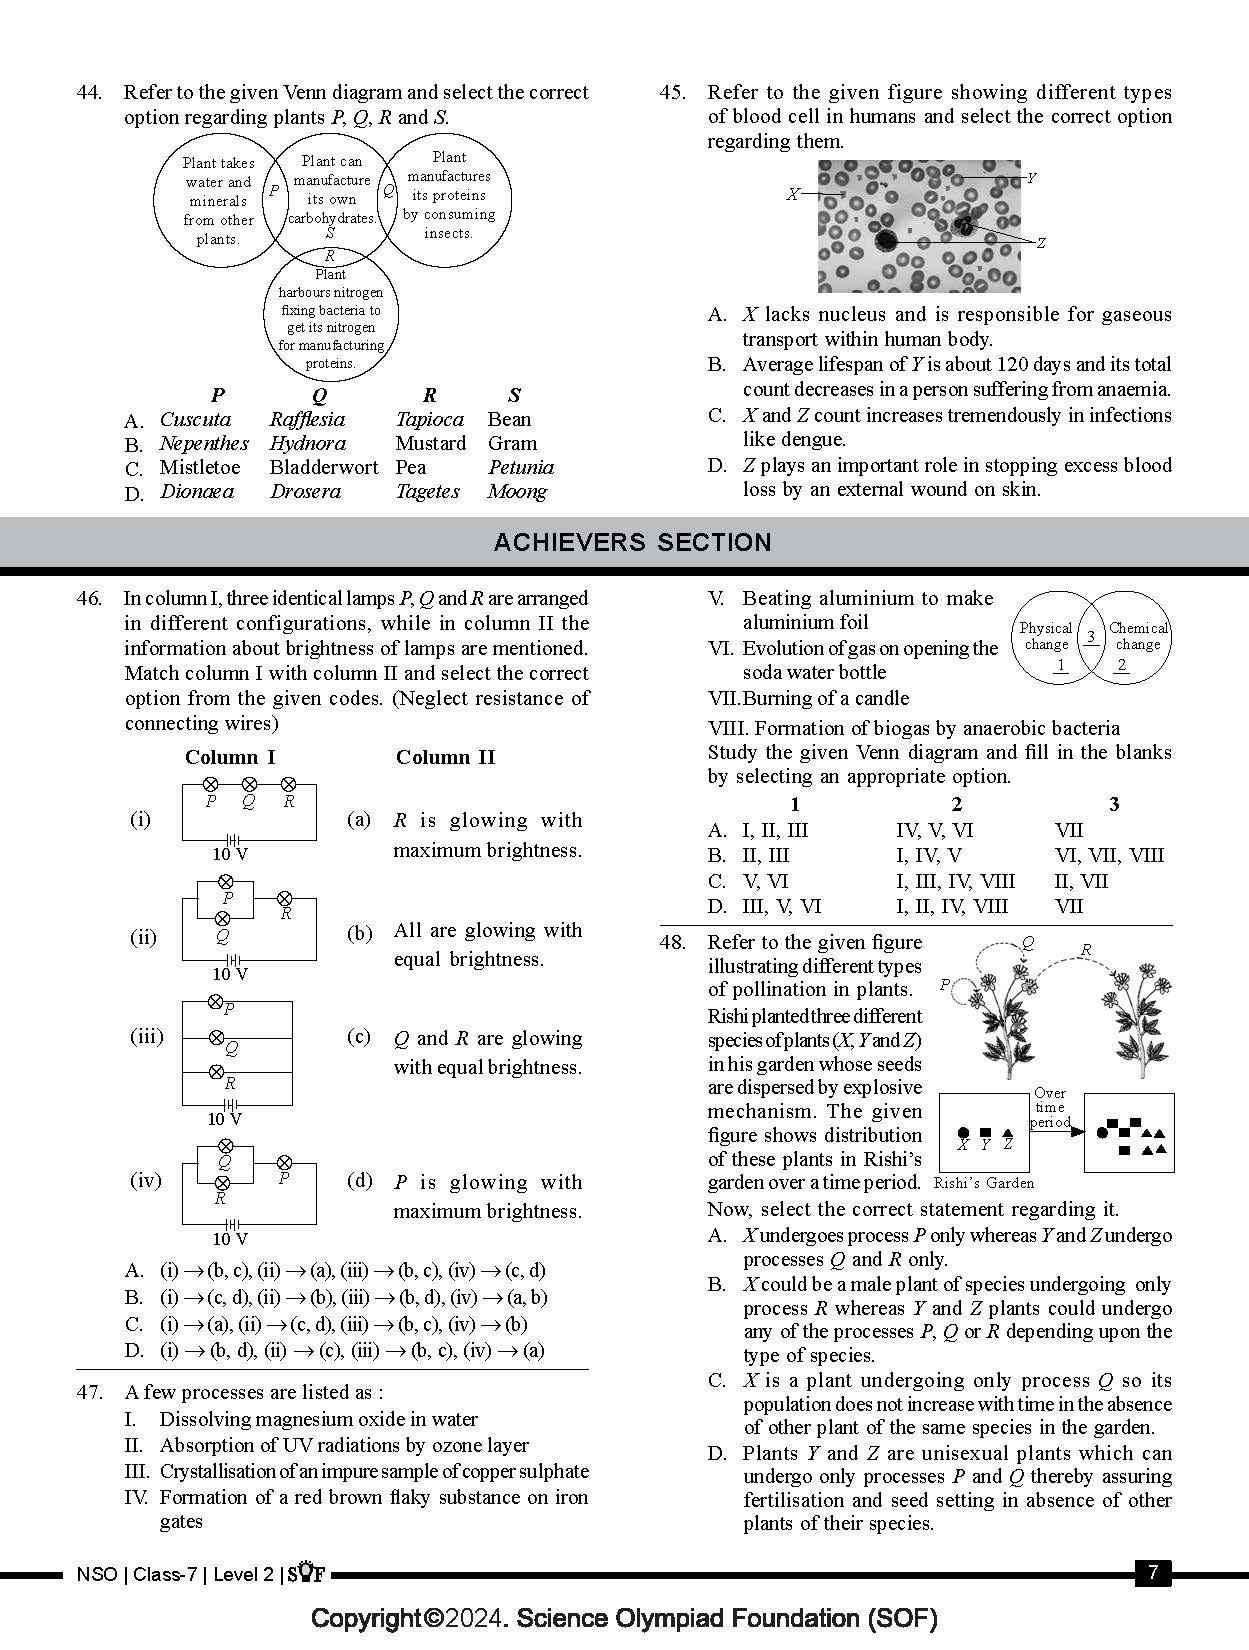 44. Refer to the given Venn diagram and select the correct
option regarding plants P, Q, R and S.
Plant takes
water and
minerals
from other
plants.
P
Plant can
manufacture
its own
carbohydrates.
S
Q
Plant
manufactures
its proteins
by consuming
insects.
R
Plant
harbours nitrogen
fixing bacteria to
get its nitrogen
for manufacturing
proteins.
P Q R S
A. Cuscuta Rafflesia Tapioca Bean
B. Nepenthes Hydnora Mustard Gram
C. Mistletoe Bladderwort Pea Petunia
D. Dionaea Drosera Tagetes Moong
45. Refer to the given figure showing different types
of blood cell in humans and select the correct option
regarding them.
X
Y
Z
A. X lacks nucleus and is responsible for gaseous
transport within human body.
B. Average lifespan of Y is about 120 days and its total
count decreases in a person suffering from anaemia.
C. X and Z count increases tremendously in infections
like dengue.
D. Z plays an important role in stopping excess blood
loss by an external wound on skin.
ACHIEVERS SECTION
46. In column I, three identical lamps P, Q and R are arranged
in different configurations, while in column II the
information about brightness of lamps are mentioned.
Match column I with column II and select the correct
option from the given codes. (Neglect resistance of
connecting wires)
Column I Column II
(i)
P Q R
10 V
(a) R is glowing with
maximum brightness.
(ii)
P
Q
R
10 V
(b) All are glowing with
equal brightness.
(iii)
P
Q
R
10 V
(c) Q and R are glowing
with equal brightness.
(iv)
Q
R
P
10 V
(d) P is glowing with
maximum brightness.
A. (i) → (b, c), (ii) → (a), (iii) → (b, c), (iv) → (c, d)
B. (i) → (c, d), (ii) → (b), (iii) → (b, d), (iv) → (a, b)
C. (i) → (a), (ii) → (c, d), (iii) → (b, c), (iv) → (b)
D. (i) → (b, d), (ii) → (c), (iii) → (b, c), (iv) → (a)
47. A few processes are listed as :
I. Dissolving magnesium oxide in water
II. Absorption of UV radiations by ozone layer
III. Crystallisation of an impure sample of copper sulphate
IV. Formation of a red brown flaky substance on iron
gates
V. Beating aluminium to make
aluminium foil
VI. Evolution of gas on opening the
soda water bottle
VII. Burning of a candle
VIII. Formation of biogas by anaerobic bacteria
Physical
change
1
3
Chemical
change
2
Study the given Venn diagram and fill in the blanks
by selecting an appropriate option.
1 2 3
A. I, II, III IV, V, VI VII
B. II, III I, IV, V VI, VII, VIII
C. V, VI I, III, IV, VIII II, VII
D. III, V, VI I, II, IV, VIII VII
48. Refer to the given figure
illustrating different types
of pollination in plants.
Rishi planted three different
species of plants (X, Y and Z)
in his garden whose seeds
are dispersed by explosive
mechanism. The given
figure shows distribution
of these plants in Rishi's
garden over a time period.
P
Q
R
X Y Z
Over
time
period
Rishi's Garden
Now, select the correct statement regarding it.
A. X undergoes process P only whereas Y and Z undergo
processes Q and R only.
B. X could be a male plant of species undergoing only
process R whereas Y and Z plants could undergo
any of the processes P, Q or R depending upon the
type of species.
C. X is a plant undergoing only process Q so its
population does not increase with time in the absence
of other plant of the same species in the garden.
D. Plants Y and Z are unisexual plants which can
undergo only processes P and Q thereby assuring
fertilisation and seed setting in absence of other
plants of their species.
NSO | Class-7 | Level 2 | SOF
7
Copyright©2024. Science Olympiad Foundation (SOF)